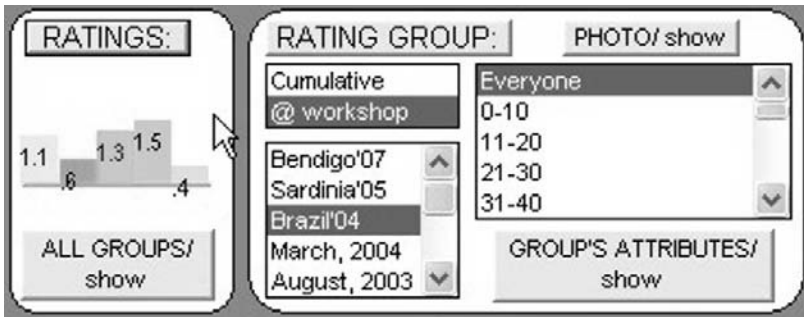 RATINGS:
1.1
.6
1.3
1.5
.4
ALL GROUPS/
show
RATING GROUP:
PHOTO/ show
Cumulative
@ workshop
Bendigo'07
Sardinia'05
Brazil'04
March, 2004
August, 2003
Everyone
0-10
11-20
21-30
31-40
GROUP'S ATTRIBUTES/
show